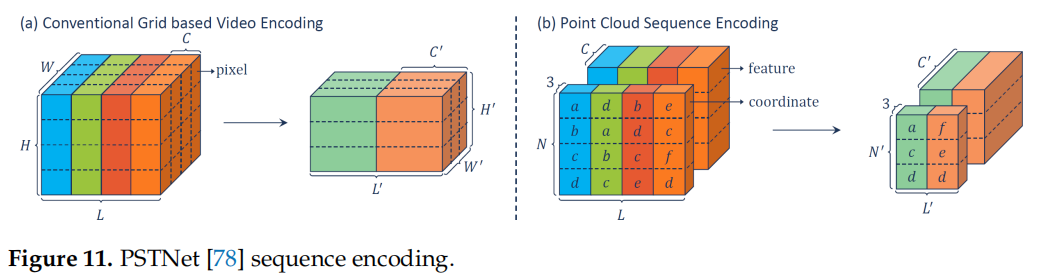 (a) Conventional Grid based Video Encoding
C
W
pixel
H
L
C'
H'
W'
L'
(b) Point Cloud Sequence Encoding
C
feature
3
coordinate
a d b e
b a d c
N
c b c f
d c e d
L
C'
3
a f
N' c e
d d
L'
Figure 11. PSTNet [78] sequence encoding.